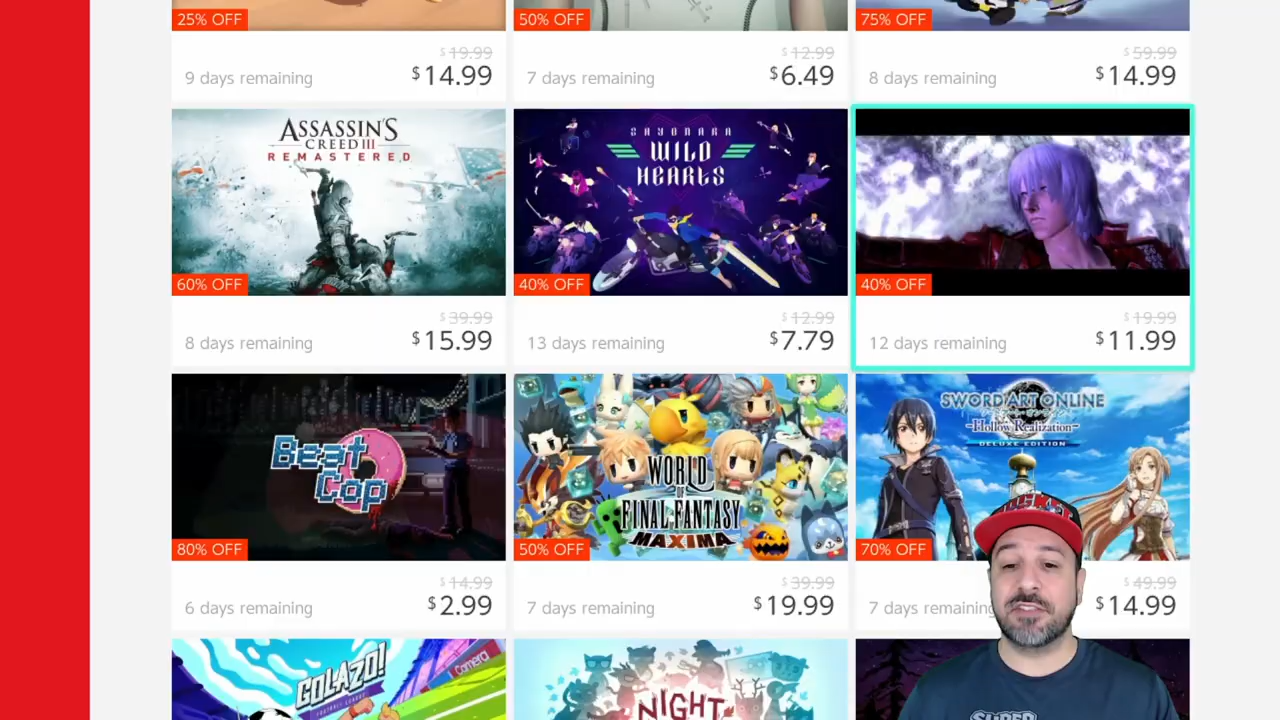 25% OFF
50% OFF
75% OFF
$19.99
$12.99
$59.99
9 days remaining
$14.99
7 days remaining
$6.49
8 days remaining
$14.99
ASSASSIN'S
CREED III
REMASTERED
SAYONARA
WILD
HEARTS
60% OFF
40% OFF
40% OFF
$39.99
$12.99
$19.99
8 days remaining
$15.99
13 days remaining
$7.79
12 days remaining
$11.99
Beat
Cop
WORLD
OF
FINAL FANTASY
MAXIMA
SWORD ART ONLINE
-Hollow Realization-
DELUXE EDITION
80% OFF
50% OFF
70% OFF
$14.99
$39.99
$49.99
6 days remaining
$2.99
7 days remaining
$19.99
7 days remaining
$14.99
GOLAZO!
FOOTBALL LEAGUE
Camera
NIGHT
SUPER